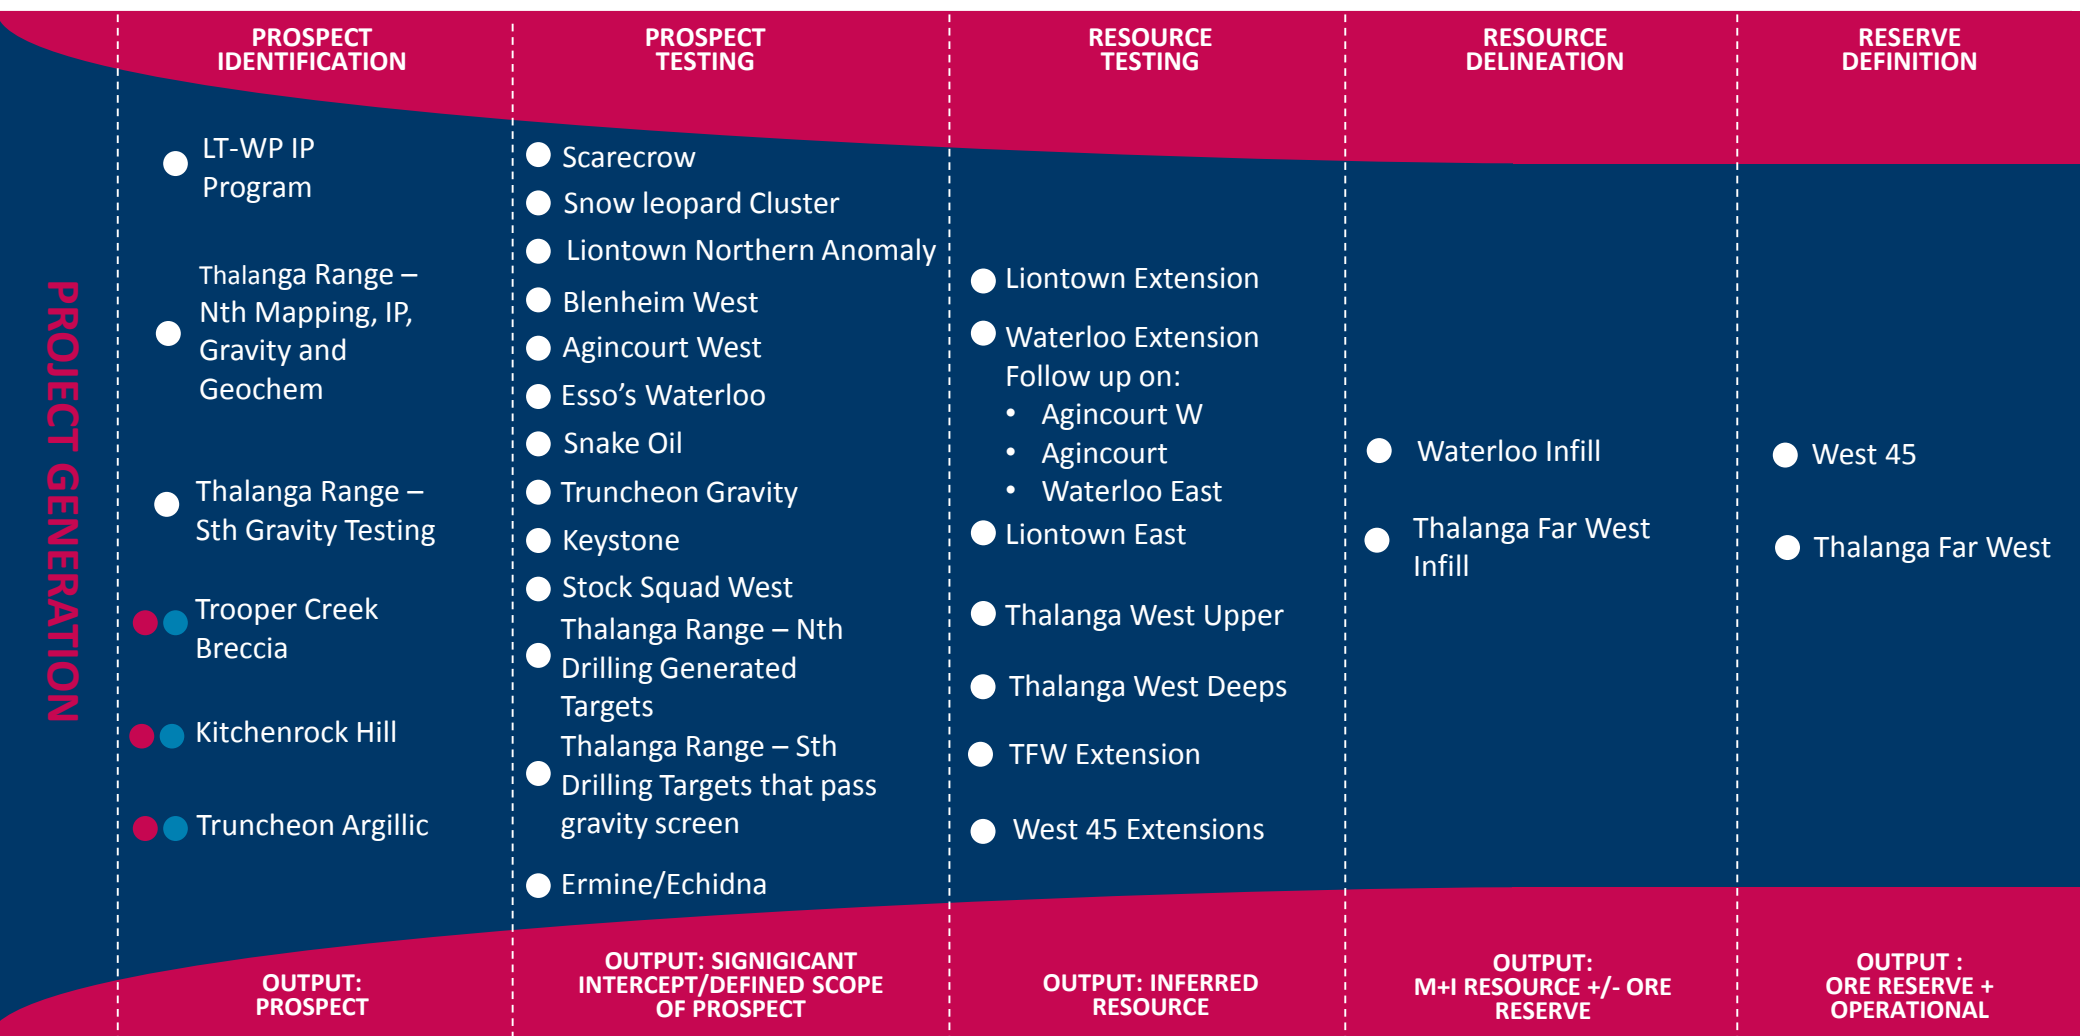 PROJECT GENERATION
PROSPECT
IDENTIFICATION
LT-WP IP
Program
Thalanga Range –
Nth Mapping, IP,
Gravity and
Geochem
Thalanga Range –
Sth Gravity Testing
Trooper Creek
Breccia
Kitchenrock Hill
Truncheon Argillic
OUTPUT:
PROSPECT
PROSPECT
TESTING
Scarecrow
Snow leopard Cluster
Liontown Northern Anomaly
Blenheim West
Agincourt West
Esso’s Waterloo
Snake Oil
Truncheon Gravity
Keystone
Stock Squad West
Thalanga Range – Nth
Drilling Generated
Targets
Thalanga Range – Sth
Drilling Targets that pass
gravity screen
Ermine/Echidna
OUTPUT: SIGNIGICANT
INTERCEPT/DEFINED SCOPE
OF PROSPECT
RESOURCE
TESTING
Liontown Extension
Waterloo Extension
Follow up on:
• Agincourt W
• Agincourt
• Waterloo East
Liontown East
Thalanga West Upper
Thalanga West Deeps
TFW Extension
West 45 Extensions
OUTPUT: INFERRED
RESOURCE
RESOURCE
DELINEATION
Waterloo Infill
Thalanga Far West
Infill
OUTPUT:
M+I RESOURCE +/- ORE
RESERVE
RESERVE
DEFINITION
West 45
Thalanga Far West
OUTPUT :
ORE RESERVE +
OPERATIONAL